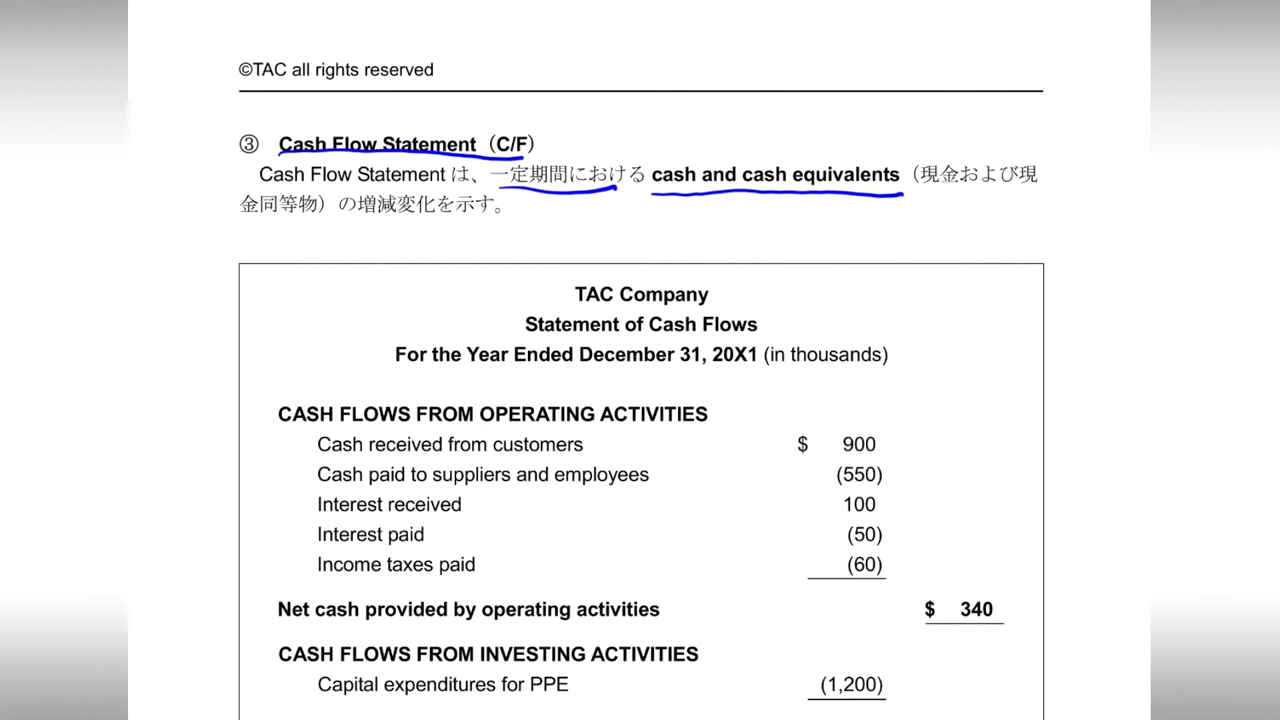 ©TAC all rights reserved
③ Cash Flow Statement（C/F）
Cash Flow Statement は、一定期間における cash and cash equivalents（現金および現
金同等物）の増減変化を示す。
TAC Company
Statement of Cash Flows
For the Year Ended December 31, 20X1 (in thousands)
CASH FLOWS FROM OPERATING ACTIVITIES
Cash received from customers $ 900
Cash paid to suppliers and employees (550)
Interest received 100
Interest paid (50)
Income taxes paid (60)
Net cash provided by operating activities $ 340
CASH FLOWS FROM INVESTING ACTIVITIES
Capital expenditures for PPE (1,200)